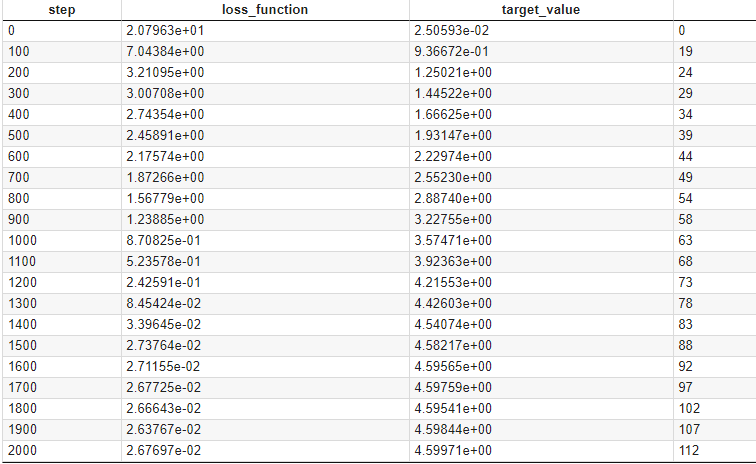 step loss_function target_value
0 2.07963e+01 2.50593e-02 0
100 7.04384e+00 9.36672e-01 19
200 3.21095e+00 1.25021e+00 24
300 3.00708e+00 1.44522e+00 29
400 2.74354e+00 1.66625e+00 34
500 2.45891e+00 1.93147e+00 39
600 2.17574e+00 2.22974e+00 44
700 1.87266e+00 2.55230e+00 49
800 1.56779e+00 2.88740e+00 54
900 1.23885e+00 3.22755e+00 58
1000 8.70825e-01 3.57471e+00 63
1100 5.23578e-01 3.92363e+00 68
1200 2.42591e-01 4.21553e+00 73
1300 8.45424e-02 4.42603e+00 78
1400 3.39645e-02 4.54074e+00 83
1500 2.73764e-02 4.58217e+00 88
1600 2.71155e-02 4.59565e+00 92
1700 2.67725e-02 4.59759e+00 97
1800 2.66643e-02 4.59541e+00 102
1900 2.63767e-02 4.59844e+00 107
2000 2.67697e-02 4.59971e+00 112